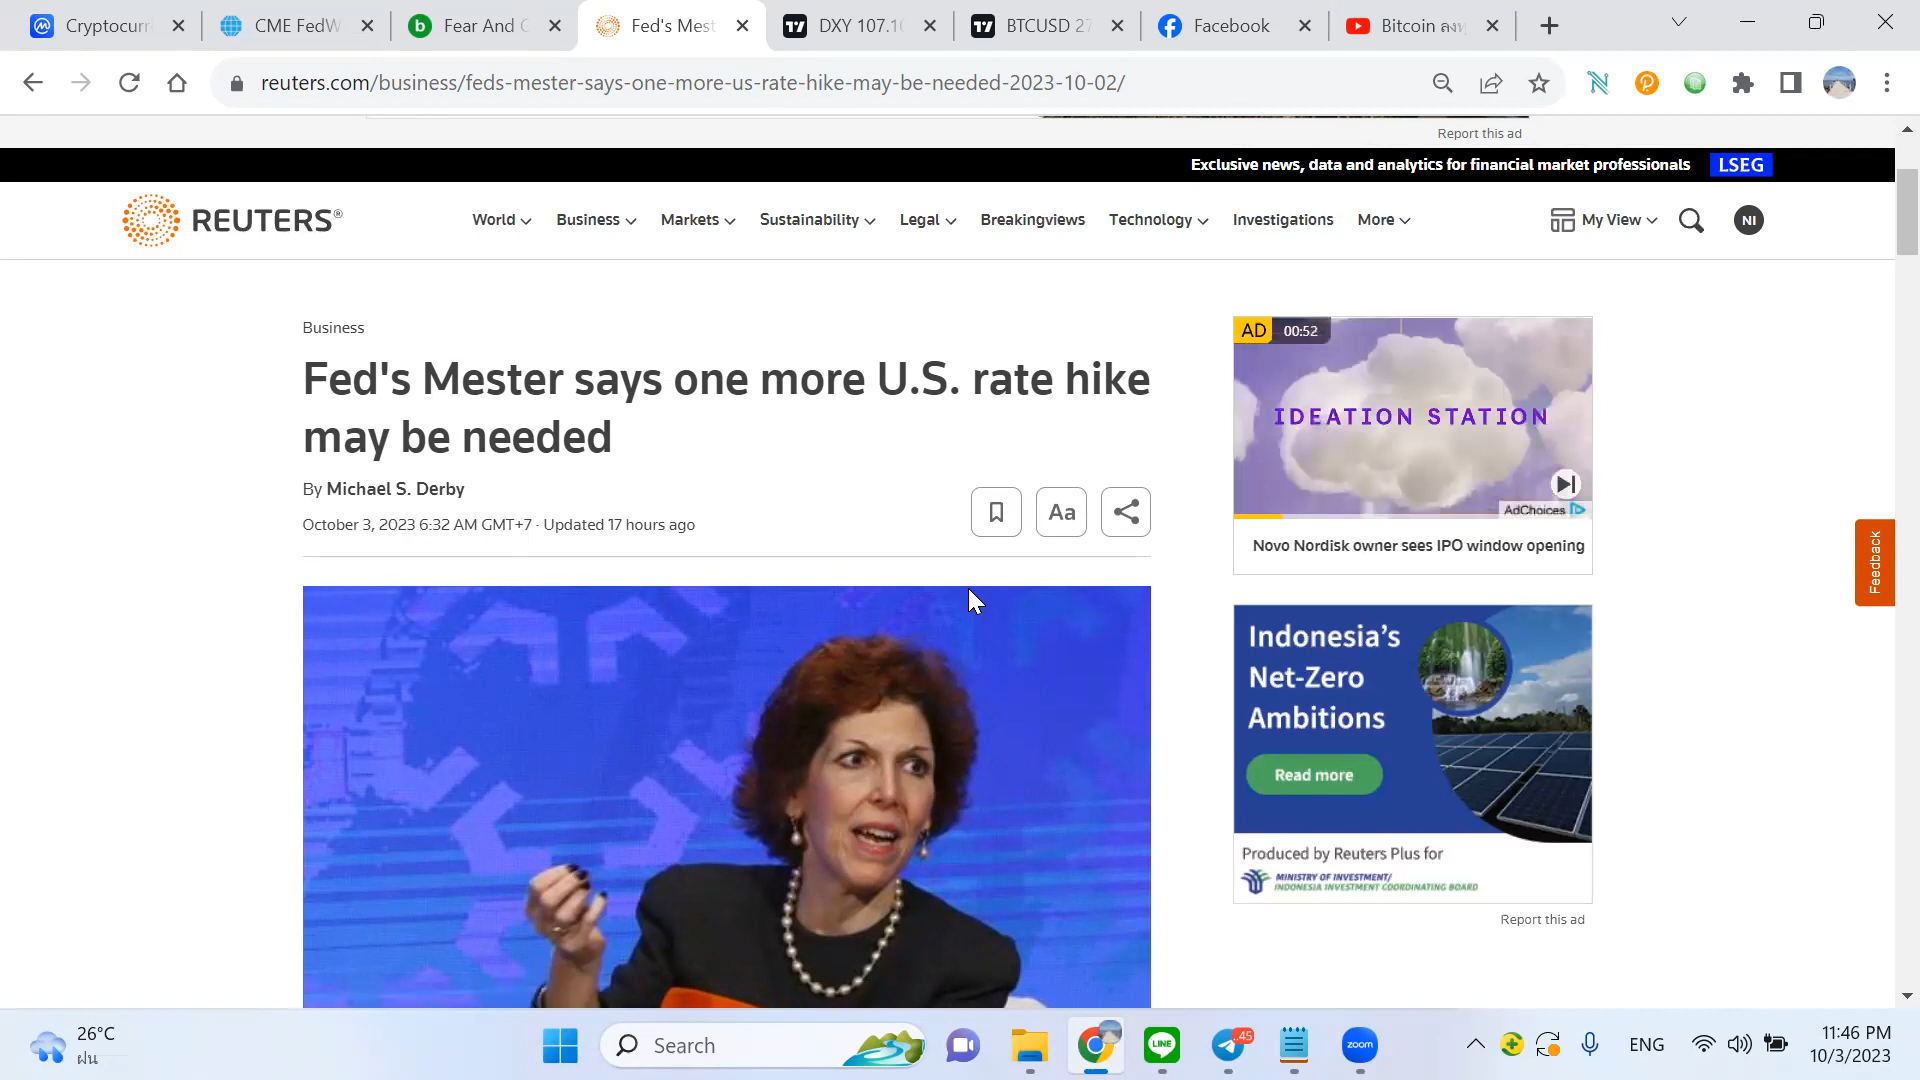 Cryptocurr
CME FedW
Fear And G
Fed's Mest
DXY 107.1
BTCUSD 27
Facebook
Bitcoin ลงทุ
reuters.com/business/feds-mester-says-one-more-us-rate-hike-may-be-needed-2023-10-02/
Report this ad
Exclusive news, data and analytics for financial market professionals LSEG
REUTERS®
World
Business
Markets
Sustainability
Legal
Breakingviews
Technology
Investigations
More
My View
NI
Business
Fed's Mester says one more U.S. rate hike
may be needed
By Michael S. Derby
October 3, 2023 6:32 AM GMT+7 · Updated 17 hours ago
Aa
AD 00:52
IDEATION STATION
AdChoices
Novo Nordisk owner sees IPO window opening
Indonesia's
Net-Zero
Ambitions
Read more
Produced by Reuters Plus for
MINISTRY OF INVESTMENT/
INDONESIA INVESTMENT COORDINATING BOARD
Report this ad
Feedback
26°C
ฝน
Search
LINE
45
zoom
ENG
11:46 PM
10/3/2023